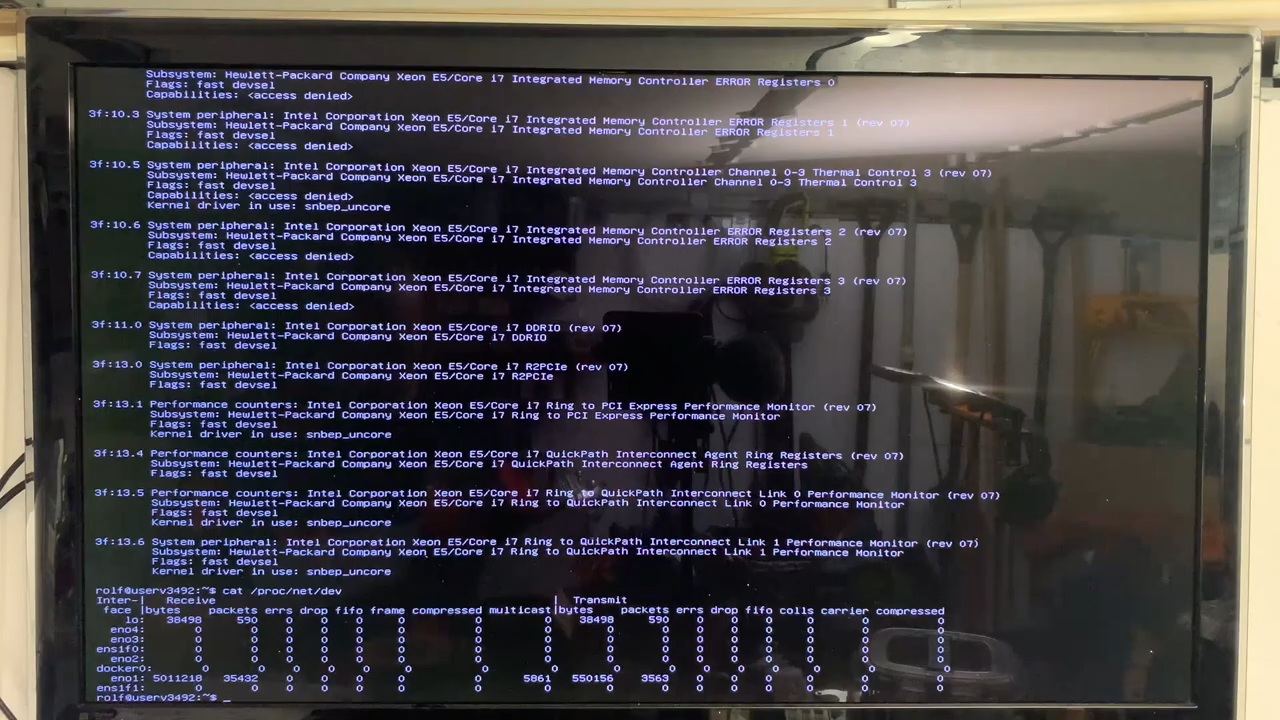 Subsystem: Hewlett-Packard Company Xeon E5/Core i7 Integrated Memory Controller ERROR Registers 0
Flags: fast devsel
Capabilities: <access denied>
3f:10.3 System peripheral: Intel Corporation Xeon E5/Core i7 Integrated Memory Controller ERROR Registers 1 (rev 07)
Subsystem: Hewlett-Packard Company Xeon E5/Core i7 Integrated Memory Controller ERROR Registers 1
Flags: fast devsel
Capabilities: <access denied>
3f:10.5 System peripheral: Intel Corporation Xeon E5/Core i7 Integrated Memory Controller Channel 0-3 Thermal Control 3 (rev 07)
Subsystem: Hewlett-Packard Company Xeon E5/Core i7 Integrated Memory Controller Channel 0-3 Thermal Control 3
Flags: fast devsel
Capabilities: <access denied>
Kernel driver in use: snbep_uncore
3f:10.6 System peripheral: Intel Corporation Xeon E5/Core i7 Integrated Memory Controller ERROR Registers 2 (rev 07)
Subsystem: Hewlett-Packard Company Xeon E5/Core i7 Integrated Memory Controller ERROR Registers 2
Flags: fast devsel
Capabilities: <access denied>
3f:10.7 System peripheral: Intel Corporation Xeon E5/Core i7 Integrated Memory Controller ERROR Registers 3 (rev 07)
Subsystem: Hewlett-Packard Company Xeon E5/Core i7 Integrated Memory Controller ERROR Registers 3
Flags: fast devsel
Capabilities: <access denied>
3f:11.0 System peripheral: Intel Corporation Xeon E5/Core i7 DDRIO (rev 07)
Subsystem: Hewlett-Packard Company Xeon E5/Core i7 DDRIO
Flags: fast devsel
3f:13.0 System peripheral: Intel Corporation Xeon E5/Core i7 R2PCIe (rev 07)
Subsystem: Hewlett-Packard Company Xeon E5/Core i7 R2PCIe
Flags: fast devsel
3f:13.1 Performance counters: Intel Corporation Xeon E5/Core i7 Ring to PCI Express Performance Monitor (rev 07)
Subsystem: Hewlett-Packard Company Xeon E5/Core i7 Ring to PCI Express Performance Monitor
Flags: fast devsel
Kernel driver in use: snbep_uncore
3f:13.4 Performance counters: Intel Corporation Xeon E5/Core i7 QuickPath Interconnect Agent Ring Registers (rev 07)
Subsystem: Hewlett-Packard Company Xeon E5/Core i7 QuickPath Interconnect Agent Ring Registers
Flags: fast devsel
3f:13.5 Performance counters: Intel Corporation Xeon E5/Core i7 Ring to QuickPath Interconnect Link 0 Performance Monitor (rev 07)
Subsystem: Hewlett-Packard Company Xeon E5/Core i7 Ring to QuickPath Interconnect Link 0 Performance Monitor
Flags: fast devsel
Kernel driver in use: snbep_uncore
3f:13.6 System peripheral: Intel Corporation Xeon E5/Core i7 Ring to QuickPath Interconnect Link 1 Performance Monitor (rev 07)
Subsystem: Hewlett-Packard Company Xeon E5/Core i7 Ring to QuickPath Interconnect Link 1 Performance Monitor
Flags: fast devsel
Kernel driver in use: snbep_uncore
rolf@userv3492:~$ cat /proc/net/dev
Inter-| Receive | Transmit
face |bytes packets errs drop fifo frame compressed multicast|bytes packets errs drop fifo colls carrier compressed
lo: 38498 590 0 0 0 0 0 0 38498 590 0 0 0 0 0 0
eno4: 0 0 0 0 0 0 0 0 0 0 0 0 0 0 0 0
eno3: 0 0 0 0 0 0 0 0 0 0 0 0 0 0 0 0
ens1f0: 0 0 0 0 0 0 0 0 0 0 0 0 0 0 0 0
eno2: 0 0 0 0 0 0 0 0 0 0 0 0 0 0 0 0
docker0: 0 0 0 0 0 0 0 0 0 0 0 0 0 0 0 0
eno1: 5011218 35432 0 0 0 0 0 5861 550156 3563 0 0 0 0 0 0
ens1f1: 0 0 0 0 0 0 0 0 0 0 0 0 0 0 0 0
rolf@userv3492:~$ _